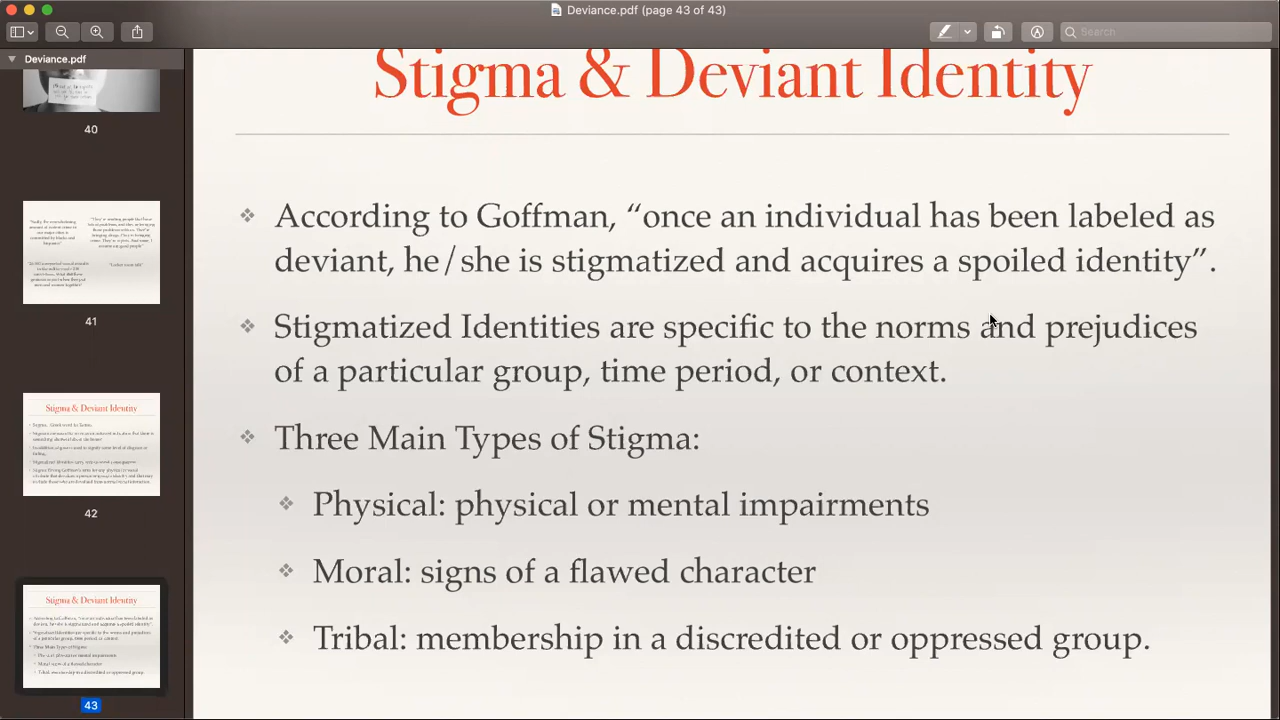 Deviance.pdf (page 43 of 43)
Search
Deviance.pdf
40
41
Stigma & Deviant Identity
42
Stigma & Deviant Identity
43
Stigma & Deviant Identity
According to Goffman, “once an individual has been labeled as
deviant, he/she is stigmatized and acquires a spoiled identity”.
Stigmatized Identities are specific to the norms and prejudices
of a particular group, time period, or context.
Three Main Types of Stigma:
Physical: physical or mental impairments
Moral: signs of a flawed character
Tribal: membership in a discredited or oppressed group.